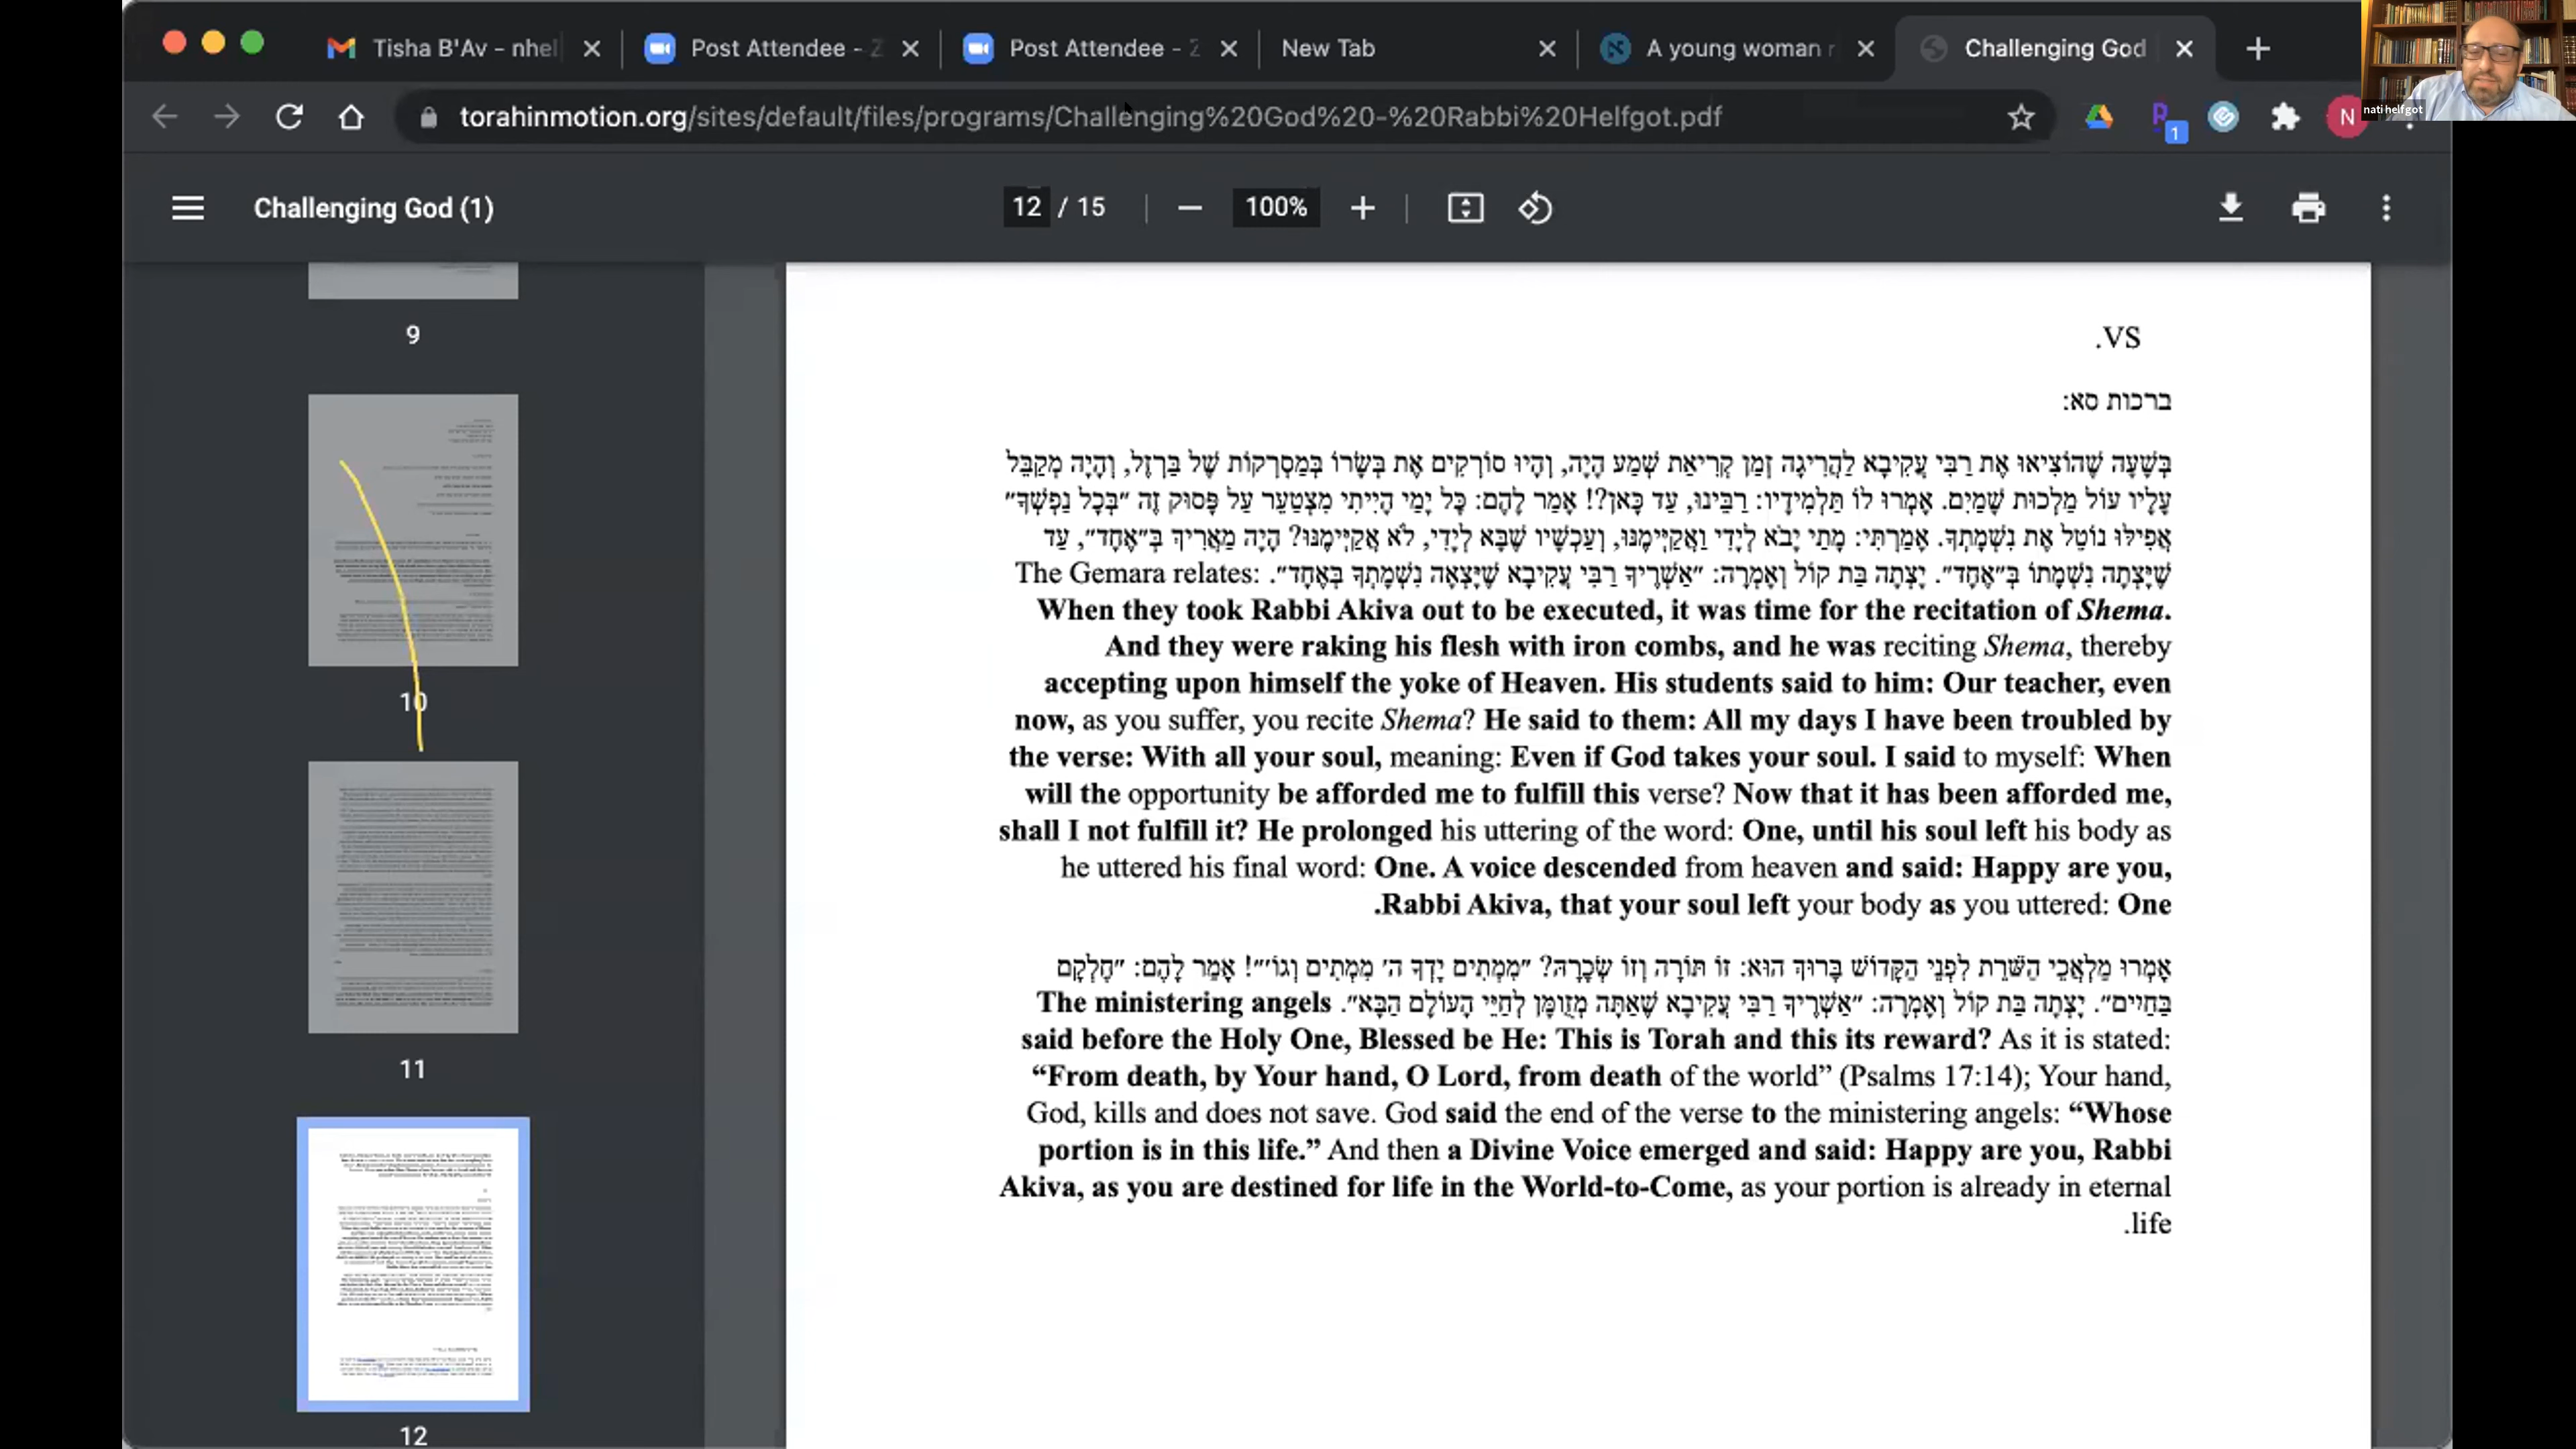 Tisha B'Av - nhel
Post Attendee - Z
Post Attendee - Z
New Tab
A young woman r
Challenging God
torahinmotion.org/sites/default/files/programs/Challenging%20God%20-%20Rabbi%20Helfgot.pdf
1
N
nati helfgot
Challenging God (1)
12 / 15
100%
9
10
11
12
.VS
ברכות סא:
בְּשָׁעָה שֶׁהוֹצִיאוּ אֶת רַבִּי עֲקִיבָא לַהֲרִיגָה זְמַן קְרִיאַת שְׁמַע הָיָה, וְהָיוּ סוֹרְקִים אֶת בְּשָׂרוֹ בְּמַסְרְקוֹת שֶׁל בַּרְזֶל, וְהָיָה מְקַבֵּל
עָלָיו עוֹל מַלְכוּת שָׁמַיִם. אָמְרוּ לוֹ תַּלְמִידָיו: רַבֵּינוּ, עַד כָּאן?! אָמַר לָהֶם: כׇּל יָמַי הָיִיתִי מִצְטַעֵר עַל פָּסוּק זֶה ״בְּכָל נַפְשְׁךָ״
אֲפִילּוּ נוֹטֵל אֶת נִשְׁמָתְךָ. אָמַרְתִּי: מָתַי יָבֹא לְיָדִי וַאֲקַיְּימֶנּוּ, וְעַכְשָׁיו שֶׁבָּא לְיָדִי, לֹא אֲקַיְּימֶנּוּ? הָיָה מַאֲרִיךְ בְּ״אֶחָד״, עַד
שֶׁיָּצְתָה נִשְׁמָתוֹ בְּ״אֶחָד״. יָצְתָה בַּת קוֹל וְאָמְרָה: ״אַשְׁרֶיךָ רַבִּי עֲקִיבָא שֶׁיָּצְאָה נִשְׁמָתְךָ בְּאֶחָד״. The Gemara relates:
When they took Rabbi Akiva out to be executed, it was time for the recitation of Shema.
And they were raking his flesh with iron combs, and he was reciting Shema, thereby
accepting upon himself the yoke of Heaven. His students said to him: Our teacher, even
now, as you suffer, you recite Shema? He said to them: All my days I have been troubled by
the verse: With all your soul, meaning: Even if God takes your soul. I said to myself: When
will the opportunity be afforded me to fulfill this verse? Now that it has been afforded me,
shall I not fulfill it? He prolonged his uttering of the word: One, until his soul left his body as
he uttered his final word: One. A voice descended from heaven and said: Happy are you,
.Rabbi Akiva, that your soul left your body as you uttered: One
אָמְרוּ מַלְאֲכֵי הַשָּׁרֵת לִפְנֵי הַקָּדוֹשׁ בָּרוּךְ הוּא: זוֹ תּוֹרָה וְזוֹ שְׂכָרָהּ? ״מִמְתִים יָדְךָ ה׳ מִמְתִים וְגוֹ׳״! אָמַר לָהֶם: ״חֶלְקָם
בַּחַיִּים״. יָצְתָה בַּת קוֹל וְאָמְרָה: ״אַשְׁרֶיךָ רַבִּי עֲקִיבָא שֶׁאַתָּה מְזֻומָּן לְחַיֵּי הָעוֹלָם הַבָּא״. The ministering angels
said before the Holy One, Blessed be He: This is Torah and this its reward? As it is stated:
“From death, by Your hand, O Lord, from death of the world” (Psalms 17:14); Your hand,
God, kills and does not save. God said the end of the verse to the ministering angels: “Whose
portion is in this life.” And then a Divine Voice emerged and said: Happy are you, Rabbi
Akiva, as you are destined for life in the World-to-Come, as your portion is already in eternal
.life